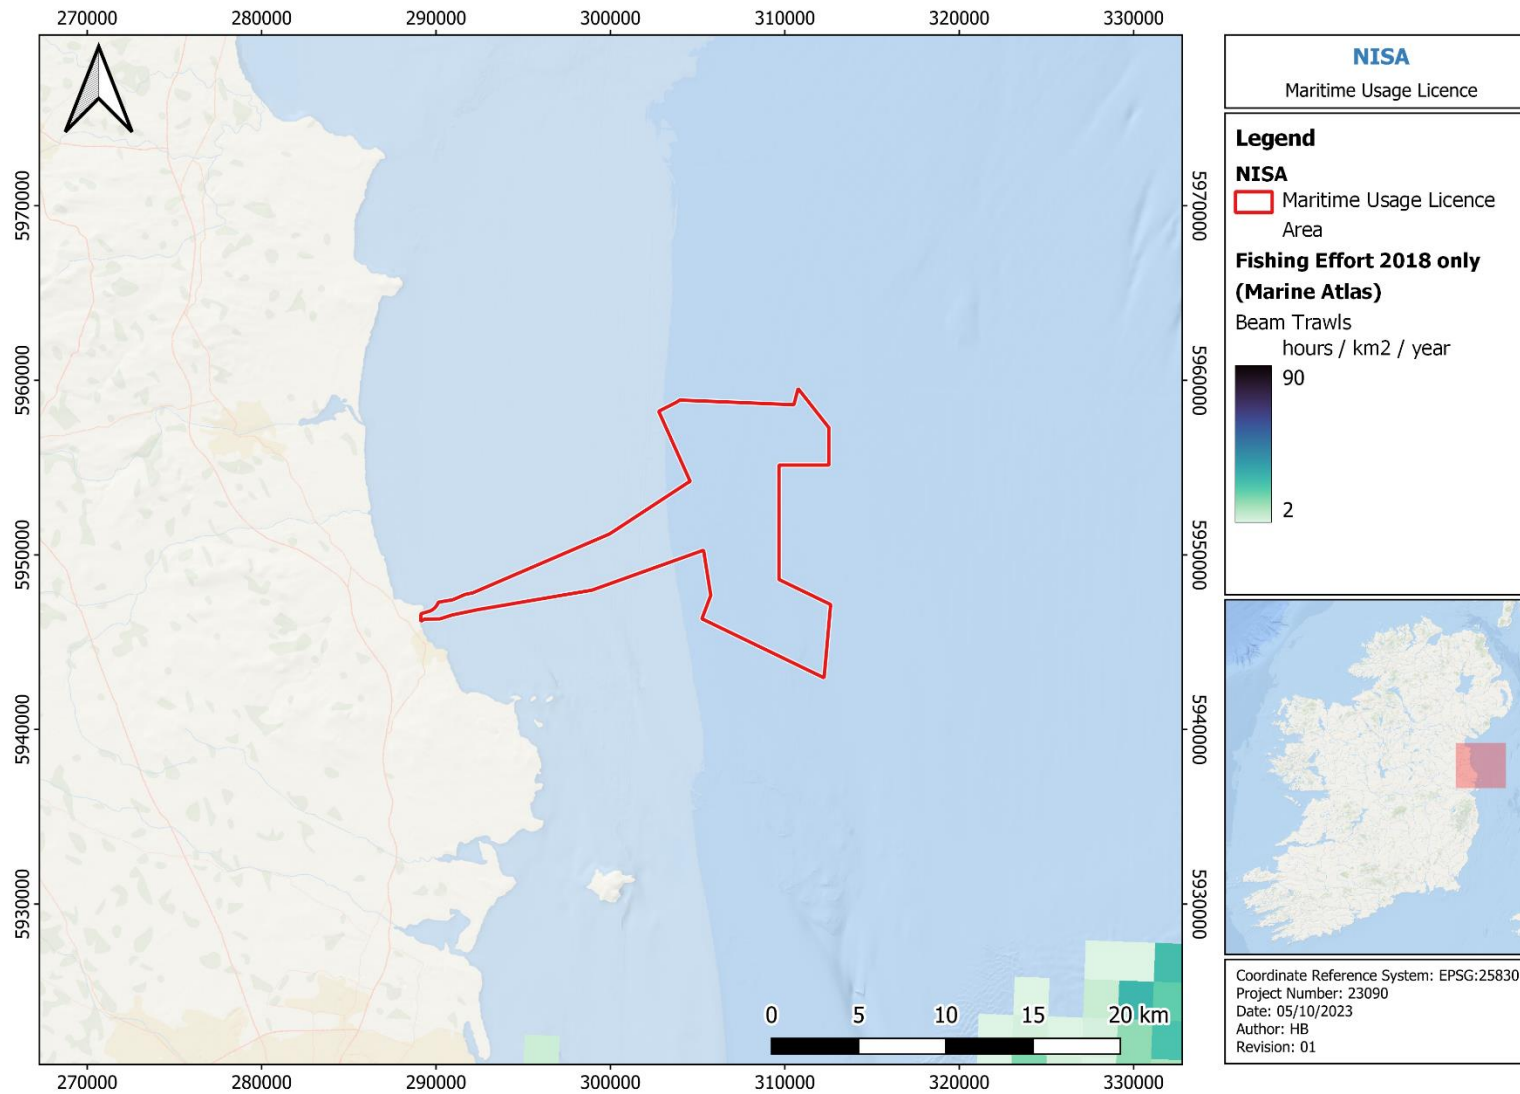 270000 280000 290000 300000 310000 320000 330000
5970000
5960000
5950000
5940000
5930000
5970000
5960000
5950000
5940000
5930000
0 5 10 15 20 km
270000 280000 290000 300000 310000 320000 330000
NISA
Maritime Usage Licence
Legend
NISA
Maritime Usage Licence
Area
Fishing Effort 2018 only
(Marine Atlas)
Beam Trawls
hours / km2 / year
90
2
Coordinate Reference System: EPSG:25830
Project Number: 23090
Date: 05/10/2023
Author: HB
Revision: 01